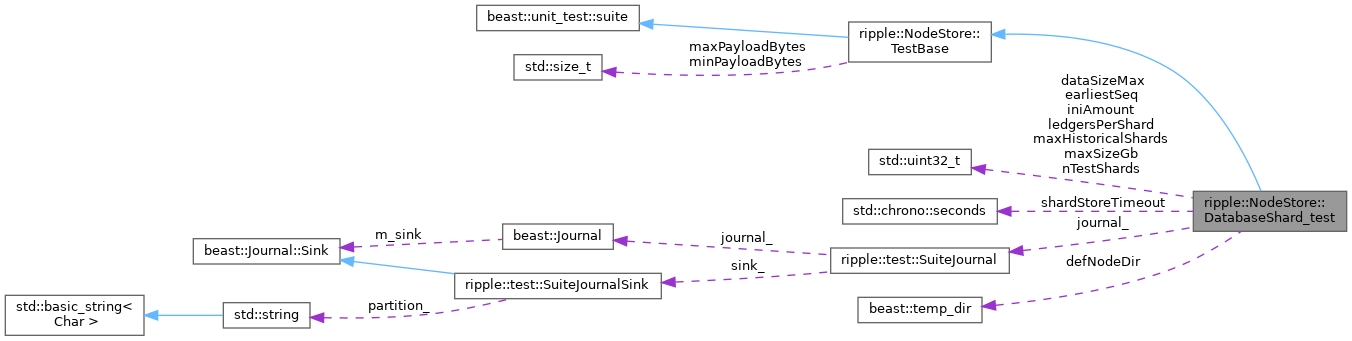 beast::unit_test::suite
ripple::NodeStore::
TestBase
maxPayloadBytes
minPayloadBytes
std::size_t
dataSizeMax
earliestSeq
iniAmount
ledgersPerShard
maxHistoricalShards
maxSizeGb
nTestShards
std::uint32_t
ripple::NodeStore::
DatabaseShard_test
shardStoreTimeout
std::chrono::seconds
journal_
m_sink
beast::Journal
journal_
beast::Journal::Sink
ripple::test::SuiteJournal
sink_
defNodeDir
ripple::test::SuiteJournalSink
partition_
beast::temp_dir
std::basic_string<
Char >
std::string